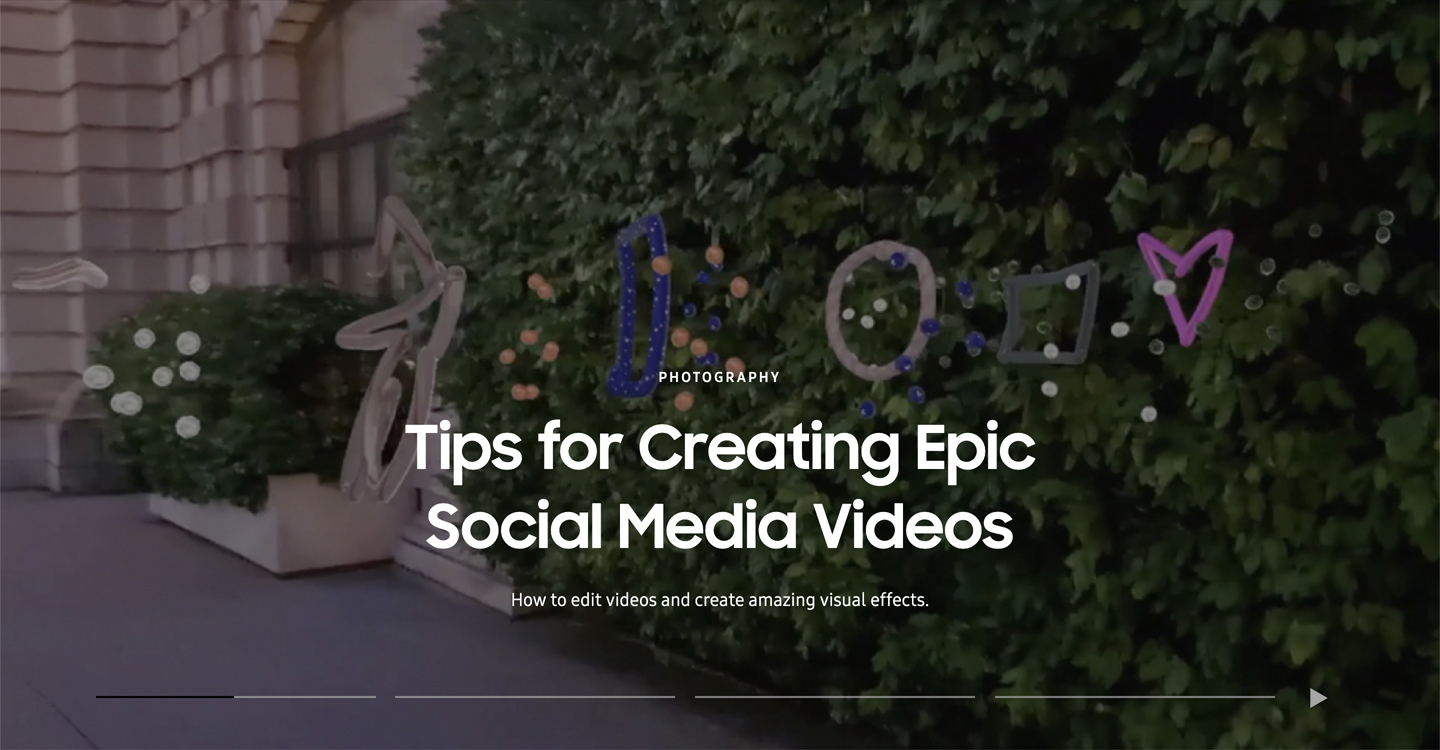 PHOTOGRAPHY
Tips for Creating Epic
Social Media Videos
How to edit videos and create amazing visual effects.